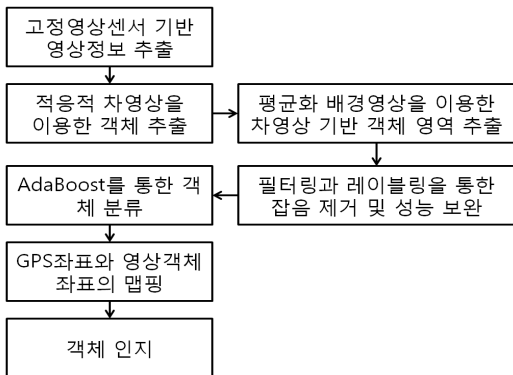 고정영상센서 기반
영상정보 추출
적응적 차영상을
이용한 객체 추출
평균화 배경영상을 이용한
차영상 기반 객체 영역 추출
필터링과 레이블링을 통한
잡음 제거 및 성능 보완
AdaBoost를 통한 객
체 분류
GPS좌표와 영상객체
좌표의 맵핑
객체 인지